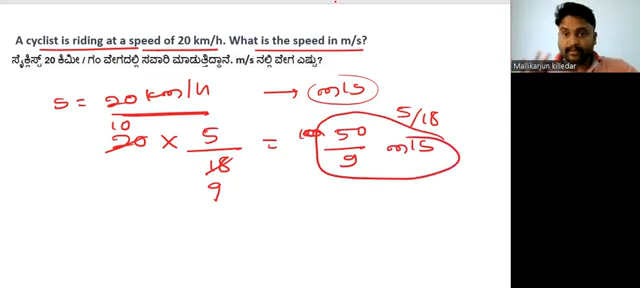 A cyclist is riding at a speed of 20 km/h. What is the speed in m/s?
ಸೈಕ್ಲಿಸ್ಟ್ 20 ಕಿಮೀ / ಗಂ ವೇಗದಲ್ಲಿ ಸವಾರಿ ಮಾಡುತ್ತಿದ್ದಾನೆ. m/s ನಲ್ಲಿ ವೇಗ ಎಷ್ಟು?
S = 20 km/h → m/s
5/18
10
20 × 5/18 = 50/9 m/s
9
Mallikarjun killedar